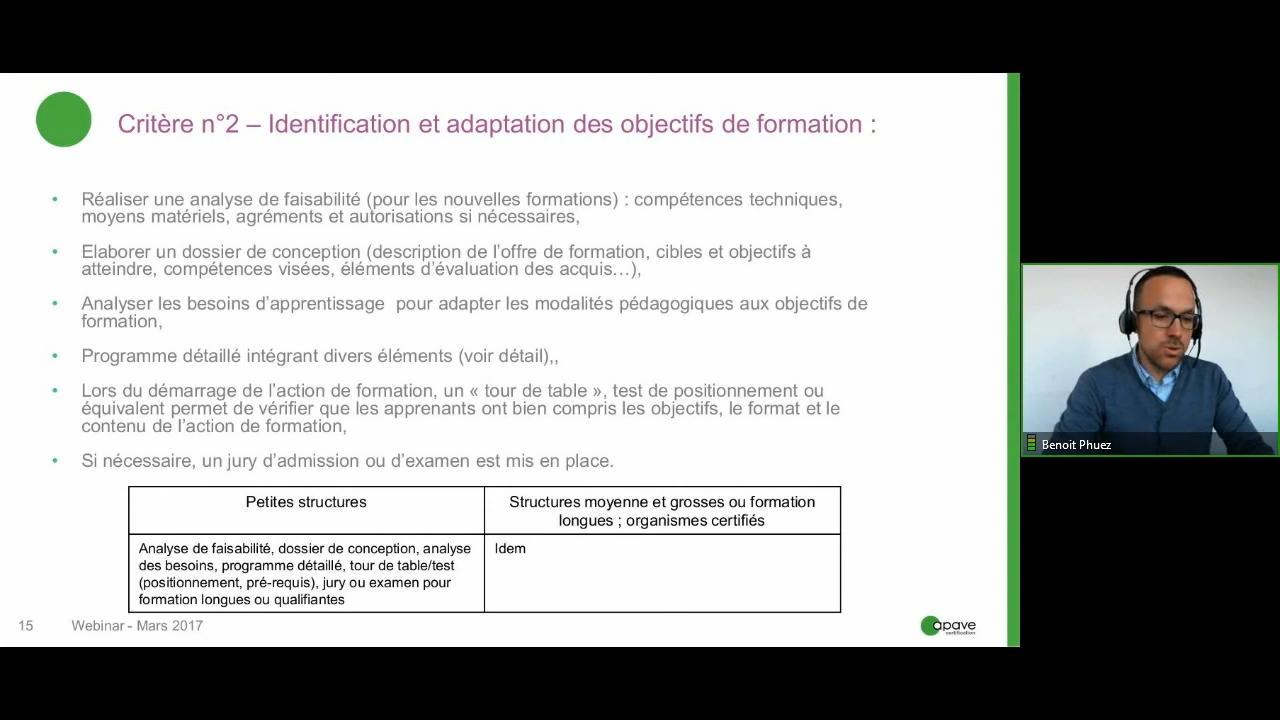 Critère n°2 – Identification et adaptation des objectifs de formation :
• Réaliser une analyse de faisabilité (pour les nouvelles formations) : compétences techniques,
moyens matériels, agréments et autorisations si nécessaires,
• Elaborer un dossier de conception (description de l'offre de formation, cibles et objectifs à
atteindre, compétences visées, éléments d'évaluation des acquis…),
• Analyser les besoins d'apprentissage pour adapter les modalités pédagogiques aux objectifs de
formation,
• Programme détaillé intégrant divers éléments (voir détail),,
• Lors du démarrage de l'action de formation, un « tour de table », test de positionnement ou
équivalent permet de vérifier que les apprenants ont bien compris les objectifs, le format et le
contenu de l'action de formation,
• Si nécessaire, un jury d'admission ou d'examen est mis en place.
Petites structures
Structures moyenne et grosses ou formation
longues ; organismes certifiés
Analyse de faisabilité, dossier de conception, analyse
des besoins, programme détaillé, tour de table/test
(positionnement, pré-requis), jury ou examen pour
formation longues ou qualifiantes
Idem
15 Webinar - Mars 2017
apave
certification
Benoit Phuez